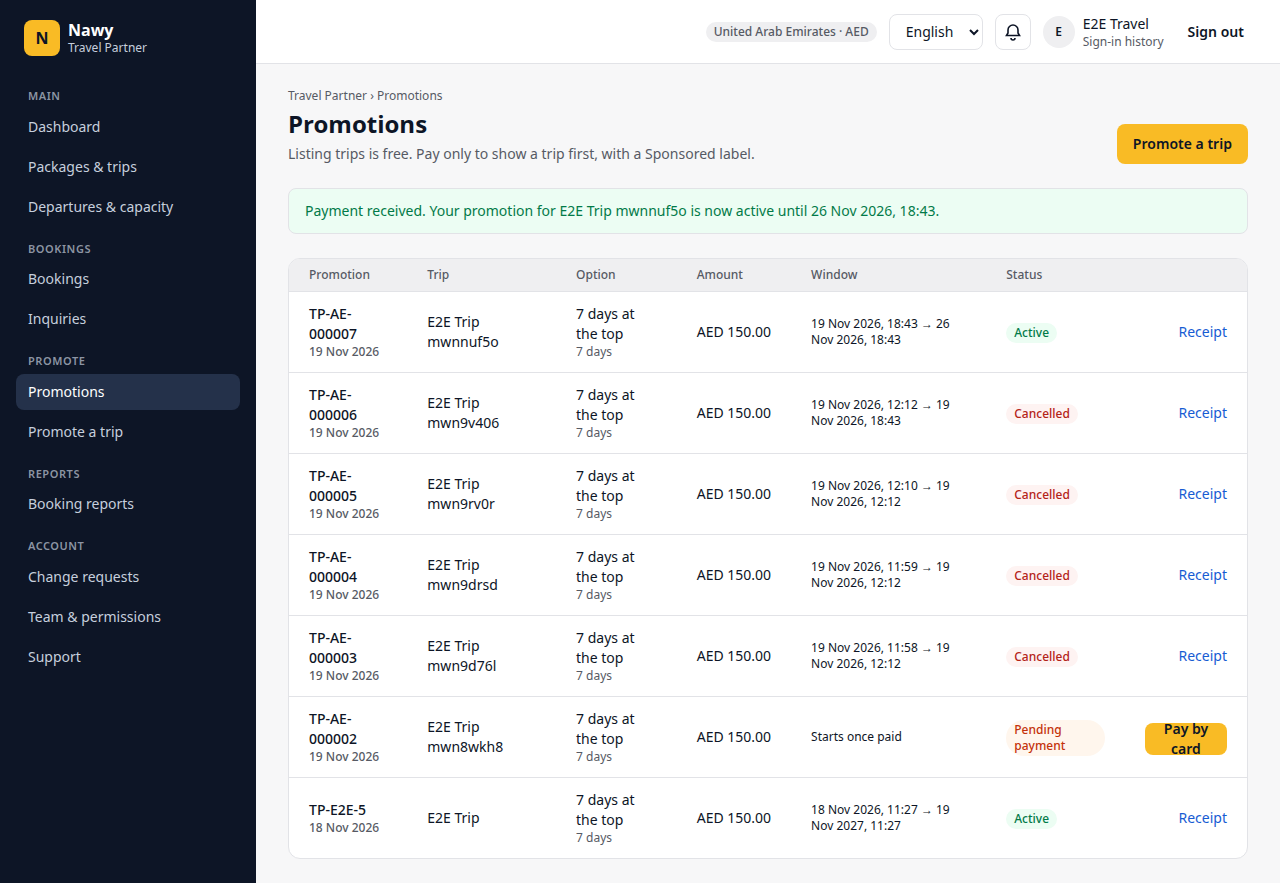 N
Nawy
Travel Partner
United Arab Emirates · AED
English
E
E2E Travel
Sign-in history
Sign out
MAIN
Dashboard
Packages & trips
Departures & capacity
BOOKINGS
Bookings
Inquiries
PROMOTE
Promotions
Promote a trip
REPORTS
Booking reports
ACCOUNT
Change requests
Team & permissions
Support
Travel Partner › Promotions
Promotions
Listing trips is free. Pay only to show a trip first, with a Sponsored label.
Promote a trip
Payment received. Your promotion for E2E Trip mwnnuf5o is now active until 26 Nov 2026, 18:43.
Promotion Trip Option Amount Window Status
TP-AE-
000007
19 Nov 2026
E2E Trip
mwnnuf5o
7 days at
the top
7 days
AED 150.00
19 Nov 2026, 18:43 → 26
Nov 2026, 18:43
Active
Receipt
TP-AE-
000006
19 Nov 2026
E2E Trip
mwn9v406
7 days at
the top
7 days
AED 150.00
19 Nov 2026, 12:12 → 19
Nov 2026, 18:43
Cancelled
Receipt
TP-AE-
000005
19 Nov 2026
E2E Trip
mwn9rv0r
7 days at
the top
7 days
AED 150.00
19 Nov 2026, 12:10 → 19
Nov 2026, 12:12
Cancelled
Receipt
TP-AE-
000004
19 Nov 2026
E2E Trip
mwn9drsd
7 days at
the top
7 days
AED 150.00
19 Nov 2026, 11:59 → 19
Nov 2026, 12:12
Cancelled
Receipt
TP-AE-
000003
19 Nov 2026
E2E Trip
mwn9d76l
7 days at
the top
7 days
AED 150.00
19 Nov 2026, 11:58 → 19
Nov 2026, 12:12
Cancelled
Receipt
TP-AE-
000002
19 Nov 2026
E2E Trip
mwn8wkh8
7 days at
the top
7 days
AED 150.00
Starts once paid
Pending
payment
Pay by
card
TP-E2E-5
18 Nov 2026
E2E Trip
7 days at
the top
7 days
AED 150.00
18 Nov 2026, 11:27 → 19
Nov 2027, 11:27
Active
Receipt